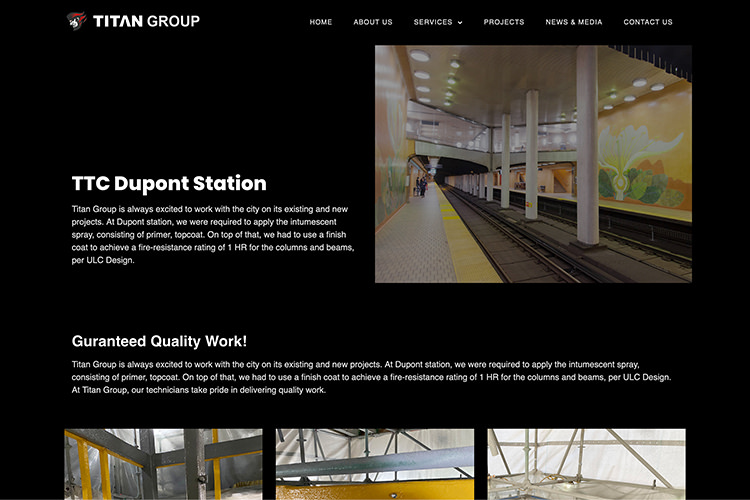 TITAN GROUP
HOME ABOUT US SERVICES PROJECTS NEWS & MEDIA CONTACT US
TTC Dupont Station
Titan Group is always excited to work with the city on its existing and new
projects. At Dupont station, we were required to apply the intumescent
spray, consisting of primer, topcoat. On top of that, we had to use a finish
coat to achieve a fire-resistance rating of 1 HR for the columns and beams,
per ULC Design.
Guranteed Quality Work!
Titan Group is always excited to work with the city on its existing and new projects. At Dupont station, we were required to apply the intumescent spray,
consisting of primer, topcoat. On top of that, we had to use a finish coat to achieve a fire-resistance rating of 1 HR for the columns and beams, per ULC Design.
At Titan Group, our technicians take pride in delivering quality work.